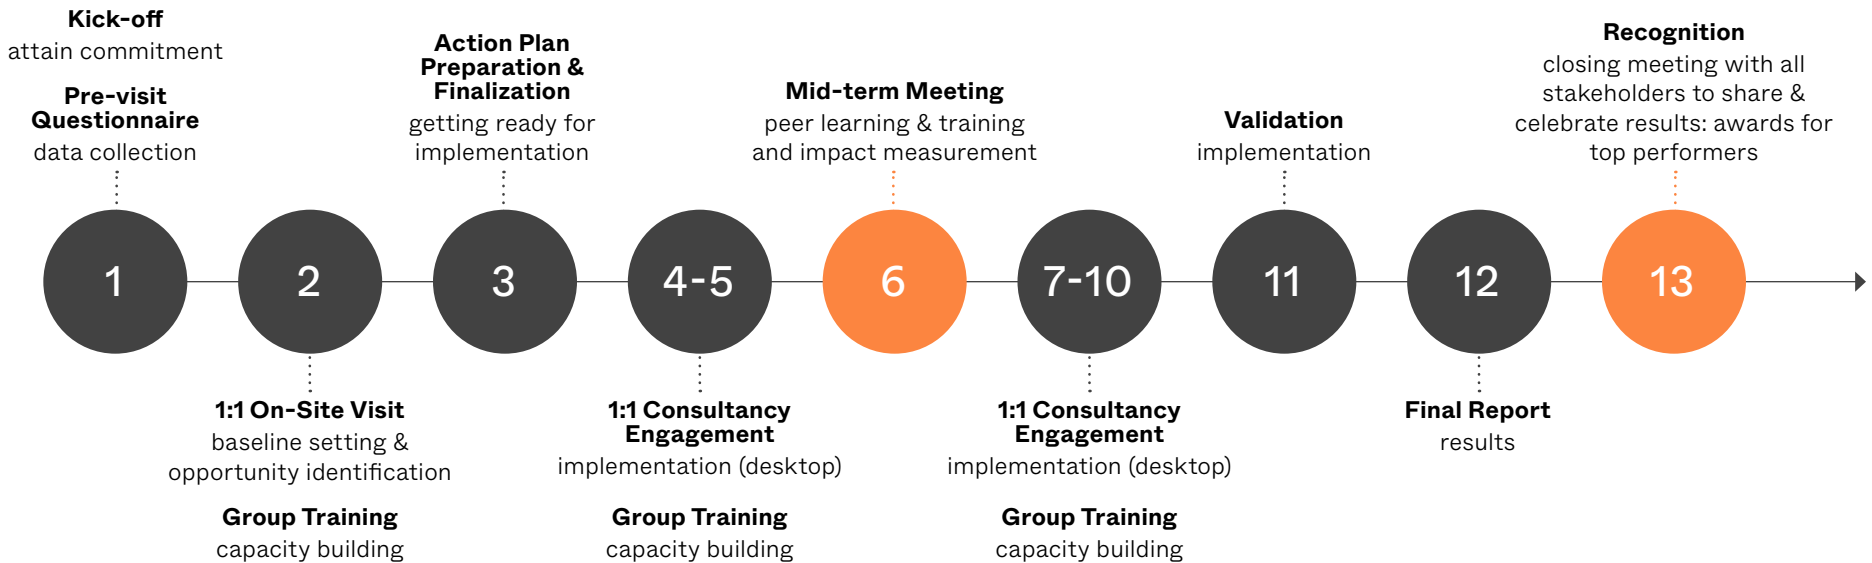 Kick-off
attain commitment
Pre-visit
Questionnaire
data collection
Action Plan
Preparation &
Finalization
getting ready for
implementation
Mid-term Meeting
peer learning & training
and impact measurement
Validation
implementation
Recognition
closing meeting with all
stakeholders to share &
celebrate results: awards for
top performers
1
2
3
4-5
6
7-10
11
12
13
1:1 On-Site Visit
baseline setting &
opportunity identification
Group Training
capacity building
1:1 Consultancy
Engagement
implementation (desktop)
Group Training
capacity building
1:1 Consultancy
Engagement
implementation (desktop)
Group Training
capacity building
Final Report
results